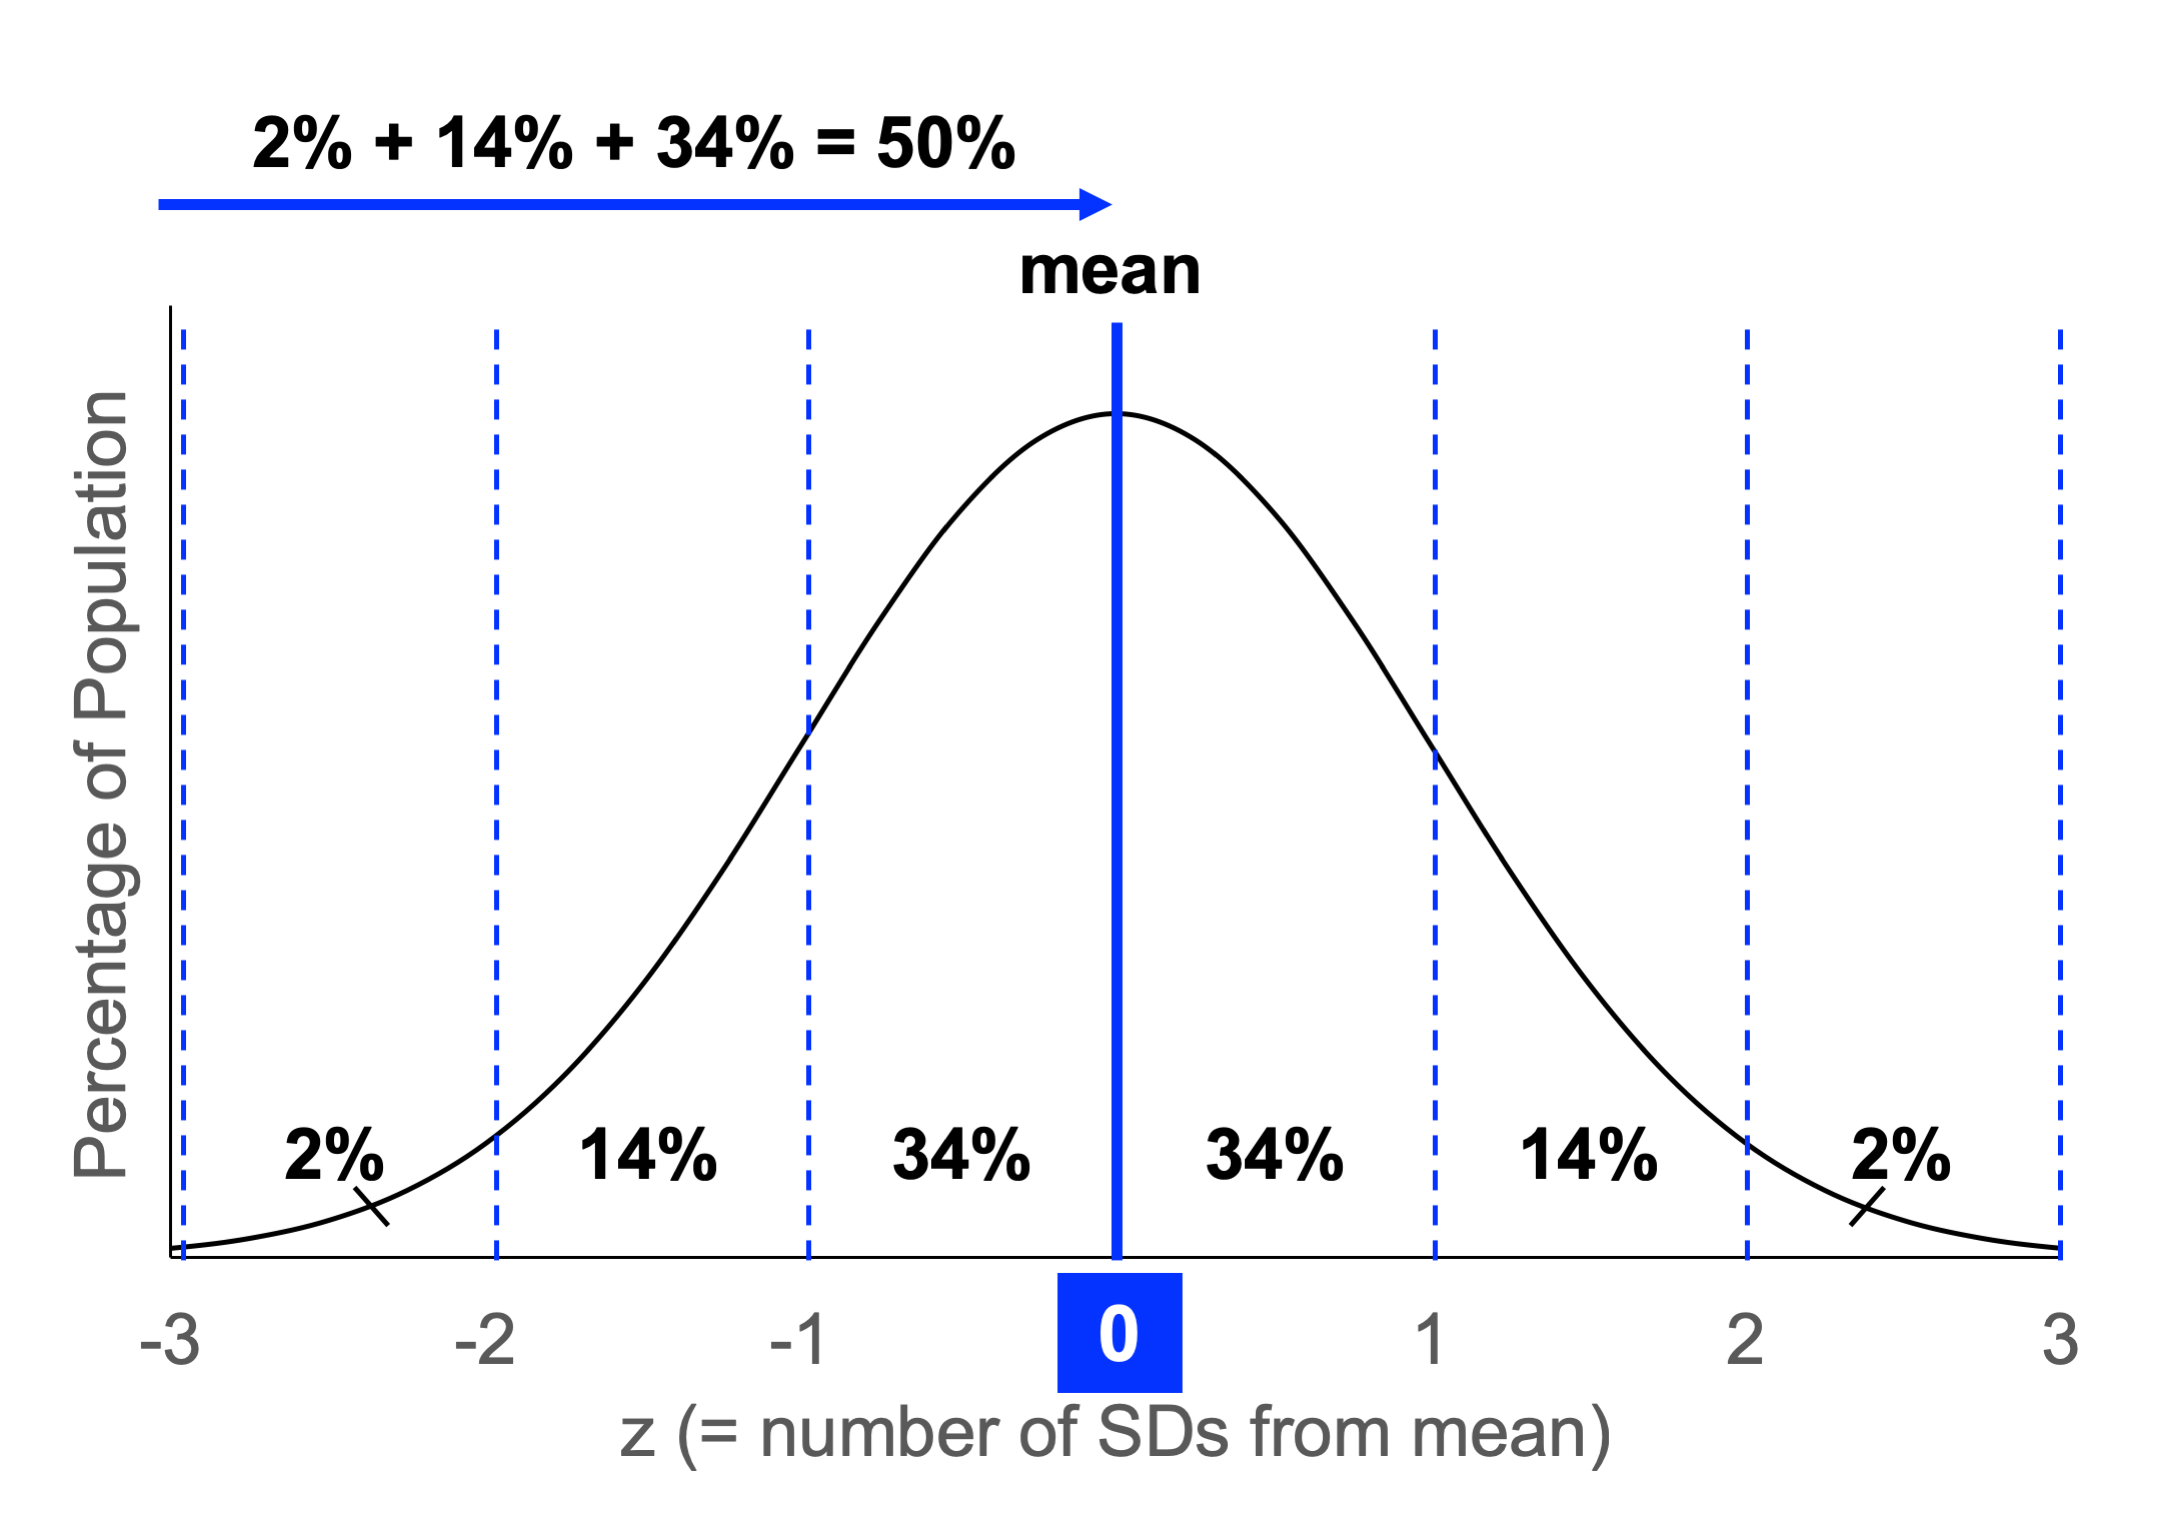 2% + 14% + 34% = 50%
mean
Percentage of Population
2% 14% 34% 34% 14% 2%
-3 -2 -1 0 1 2 3
z (= number of SDs from mean)